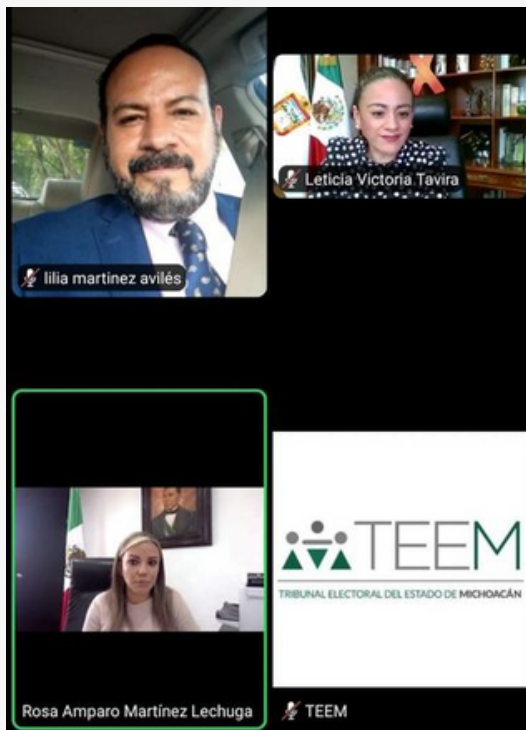 lilia martinez avilés
Leticia Victoria Tavira
Rosa Amparo Martínez Lechuga
TEEM
TRIBUNAL ELECTORAL DEL ESTADO DE MICHOACÁN
TEEM